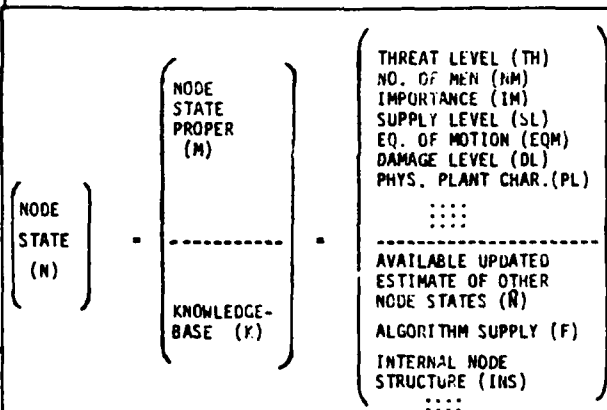 THREAT LEVEL (TH)
NO. OF MEN (NM)
IMPORTANCE (IM)
SUPPLY LEVEL (SL)
EQ. OF MOTION (EQM)
DAMAGE LEVEL (DL)
PHYS. PLANT CHAR.(PL)
NODE
STATE
PROPER
(M)
NODE
STATE
(N)
=
=
KNOWLEDGE-
BASE (K)
AVAILABLE UPDATED
ESTIMATE OF OTHER
NODE STATES (N̂)
ALGORITHM SUPPLY (F)
INTERNAL NODE
STRUCTURE (INS)